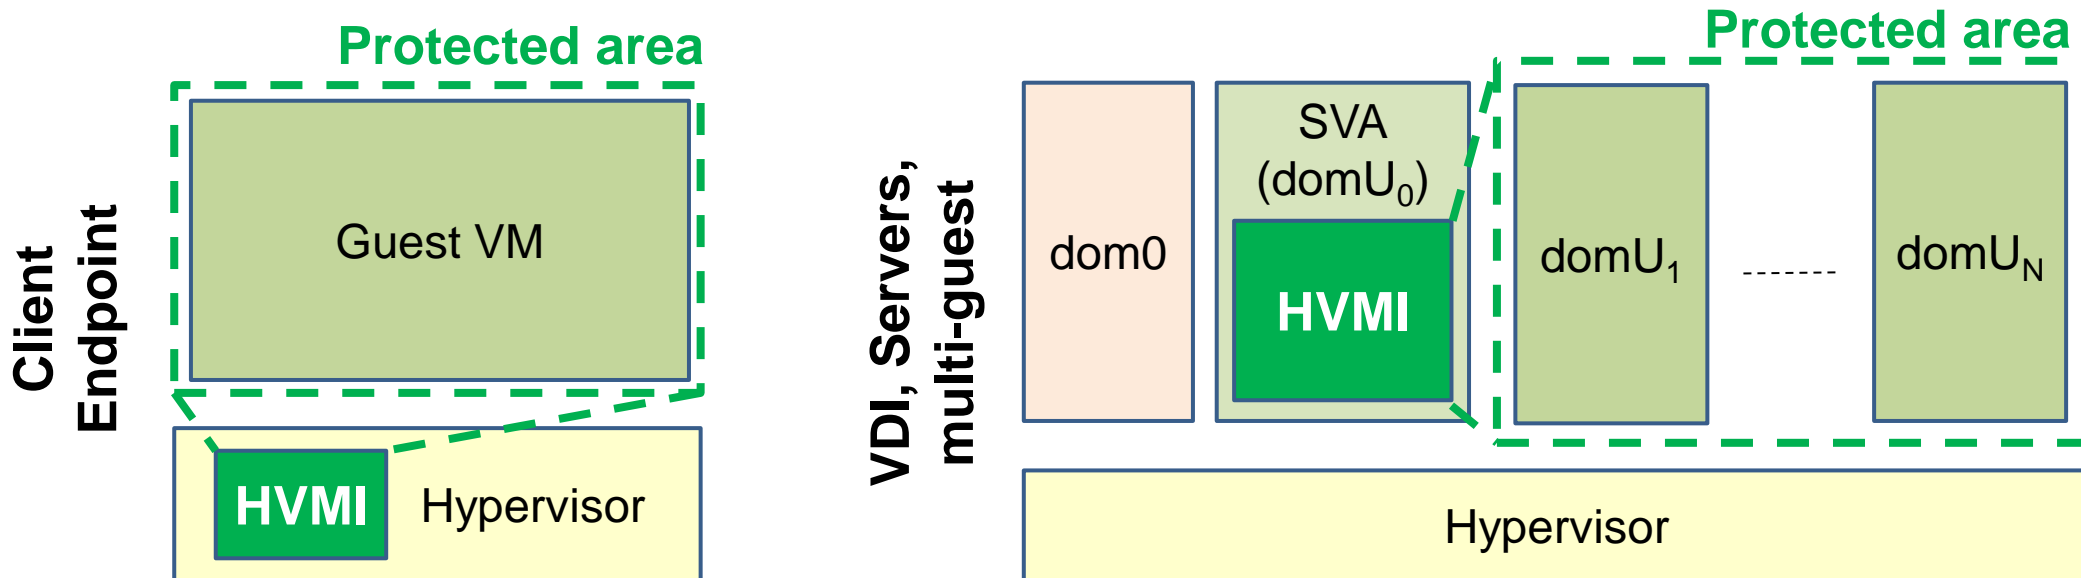 Protected area
Client
Endpoint
Guest VM
HVMI
Hypervisor
Protected area
VDI, Servers,
multi-guest
dom0
SVA
(domU₀)
HVMI
domU₁
domU_N
Hypervisor